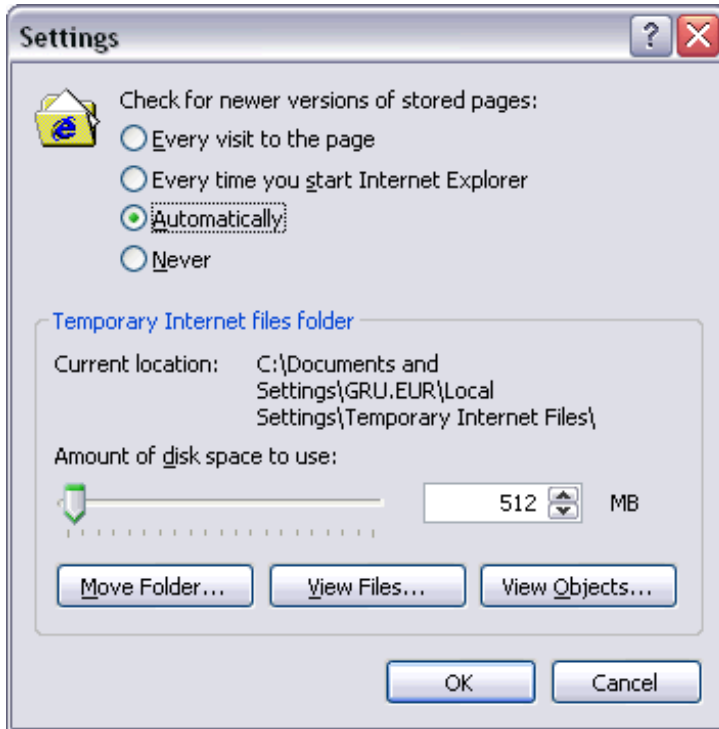 Settings
Check for newer versions of stored pages:
Every visit to the page
Every time you start Internet Explorer
Automatically
Never
Temporary Internet files folder
Current location: C:\Documents and
Settings\GRU.EUR\Local
Settings\Temporary Internet Files\
Amount of disk space to use:
512 MB
Move Folder... View Files... View Objects...
OK Cancel